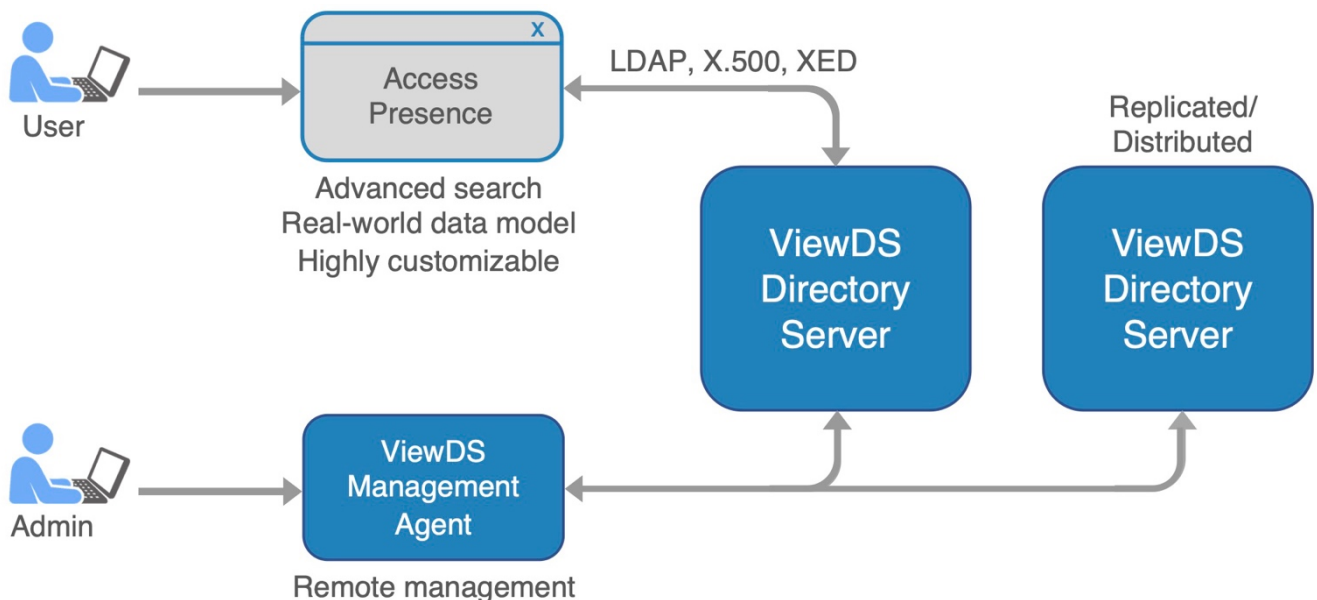 X
Access
Presence
User
LDAP, X.500, XED
Advanced search
Real-world data model
Highly customizable
Replicated/
Distributed
ViewDS
Directory
Server
ViewDS
Directory
Server
Admin
ViewDS
Management
Agent
Remote management